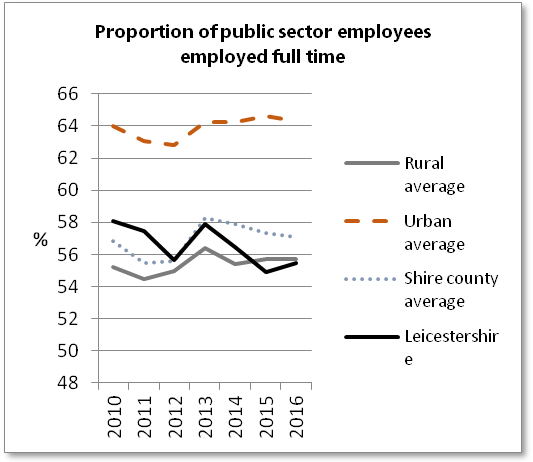 Proportion of public sector employees
employed full time
66
64
62
60
58
56
54
52
50
48
%
2010
2011
2012
2013
2014
2015
2016
Rural
average
Urban
average
Shire county
average
Leicestershir
e